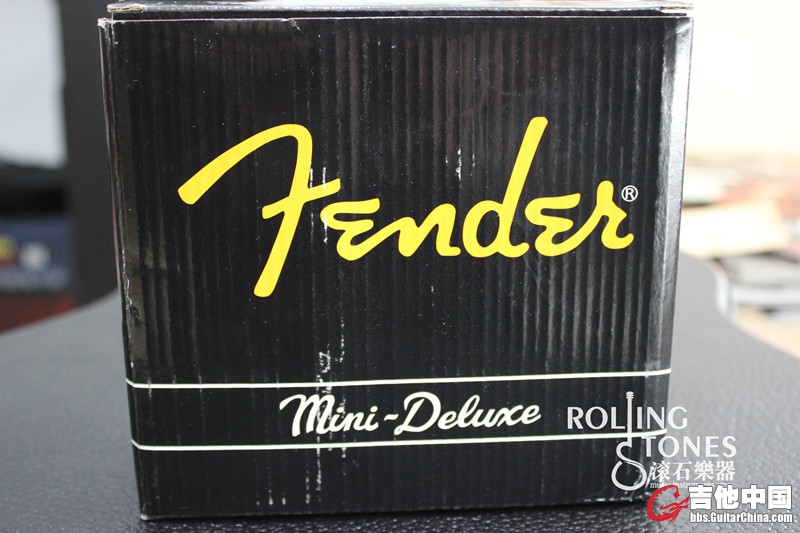 Fender®
Mini-Deluxe
ROLLING
STONES
滚石樂器
吉他中国
bbs.GuitarChina.com